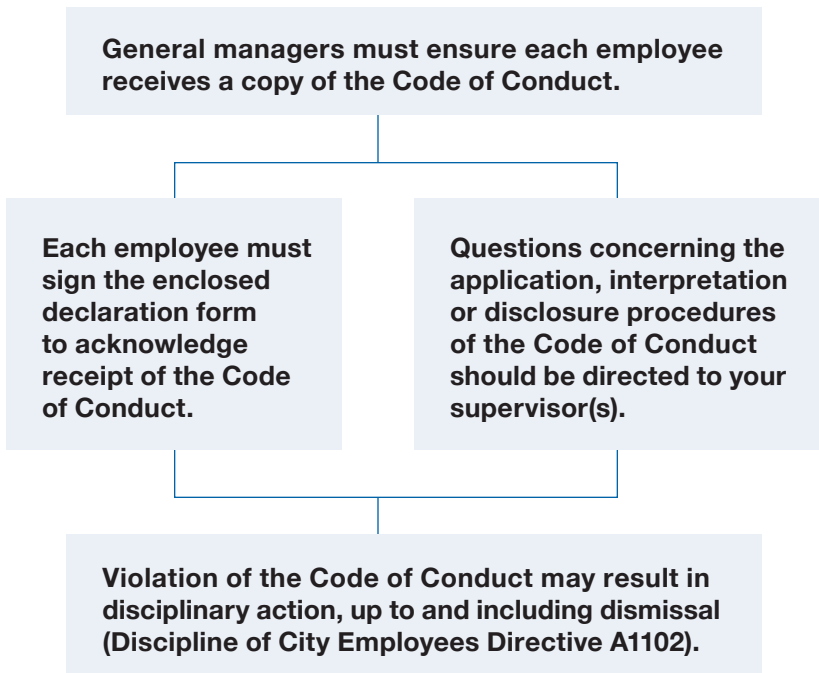 General managers must ensure each employee
receives a copy of the Code of Conduct.
Each employee must
sign the enclosed
declaration form
to acknowledge
receipt of the Code
of Conduct.
Questions concerning the
application, interpretation
or disclosure procedures
of the Code of Conduct
should be directed to your
supervisor(s).
Violation of the Code of Conduct may result in
disciplinary action, up to and including dismissal
(Discipline of City Employees Directive A1102).